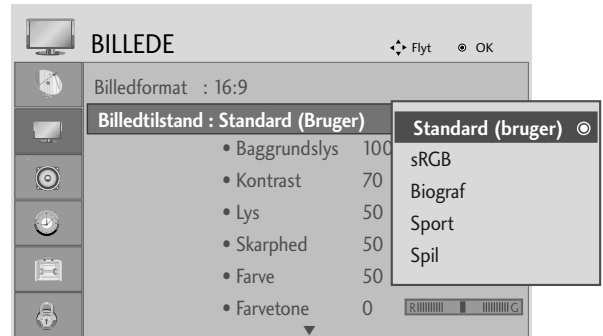 BILLEDE Flyt OK
Billedformat : 16:9
Billedtilstand : Standard (Bruger)
• Baggrundslys 100
• Kontrast 70
• Lys 50
• Skarphed 50
• Farve 50
• Farvetone 0 R G
Standard (bruger)
sRGB
Biograf
Sport
Spil